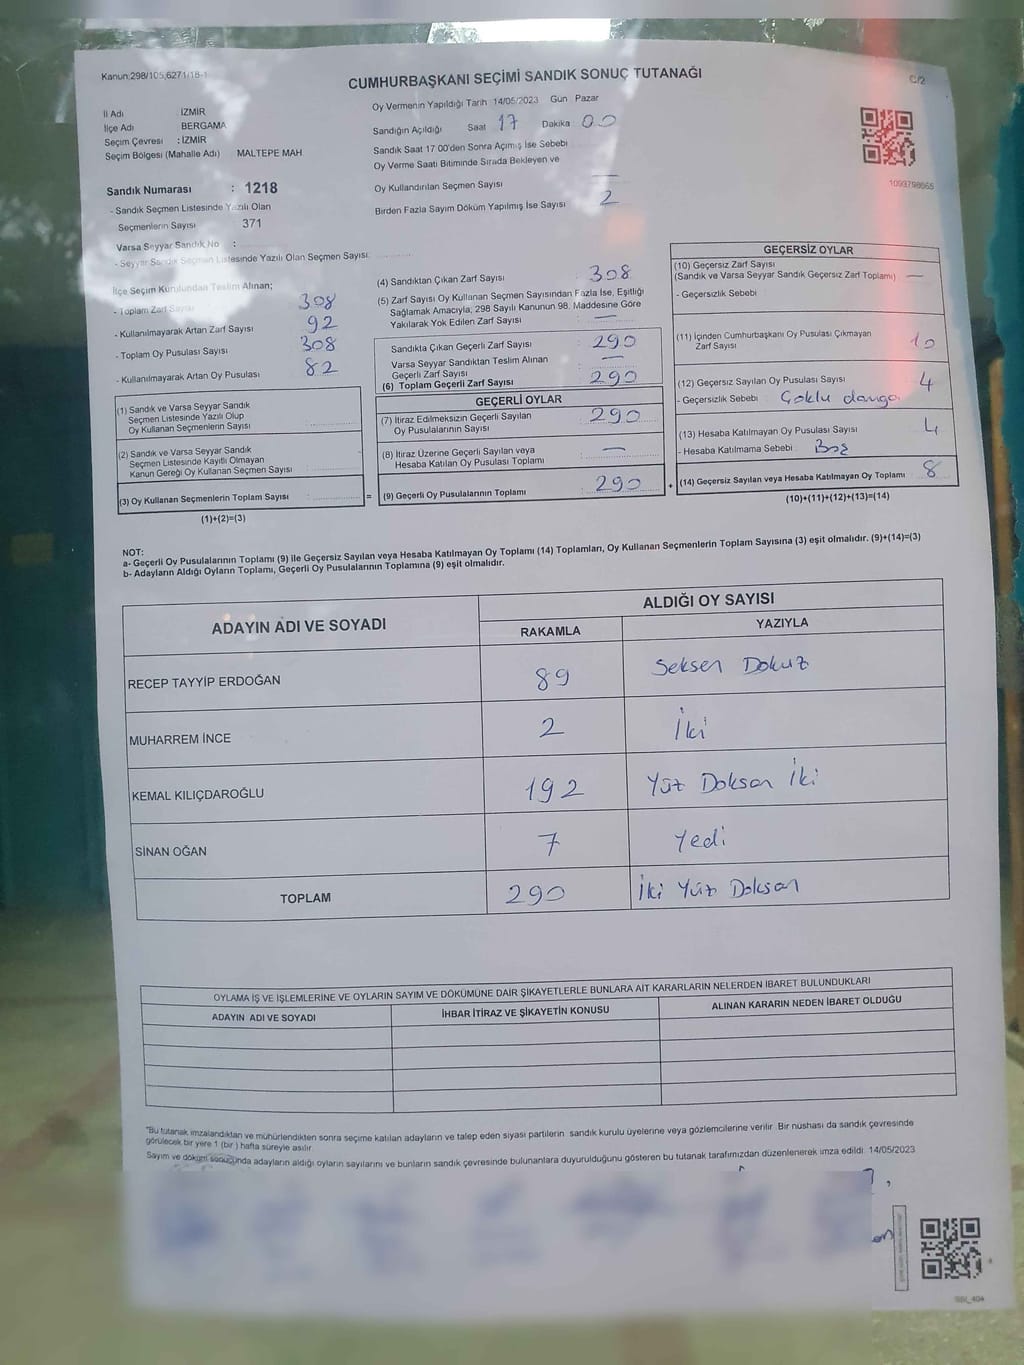 Kanun:298/105,6271/18-1
CUMHURBAŞKANI SEÇİMİ SANDIK SONUÇ TUTANAĞI
C/2
İl Adı İZMİR
İlçe Adı BERGAMA
Seçim Çevresi : İZMİR
Seçim Bölgesi (Mahalle Adı) MALTEPE MAH
Oy Vermenin Yapıldığı Tarih 14/05/2023 Gün Pazar
Sandığın Açıldığı Saat 17 Dakika 00
Sandık Saat 17 00'den Sonra Açımış İse Sebebi
Oy Verme Saati Bitiminde Sırada Bekleyen ve
Oy Kullandırılan Seçmen Sayısı —
Birden Fazla Sayım Döküm Yapılmış İse Sayısı 2
1093798665
Sandık Numarası : 1218
- Sandık Seçmen Listesinde Yazılı Olan
Seçmenlerin Sayısı 371
Varsa Seyyar Sandık No :
- Seyyar Sandık Seçmen Listesinde Yazılı Olan Seçmen Sayısı:
İlçe Seçim Kurulundan Teslim Alınan;
- Toplam Zarf Sayısı 308
- Kullanılmayarak Artan Zarf Sayısı 92
- Toplam Oy Pusulası Sayısı 308
- Kullanılmayarak Artan Oy Pusulası 82
(1) Sandık ve Varsa Seyyar Sandık
Seçmen Listesinde Yazılı Olup
Oy Kullanan Seçmenlerin Sayısı
(2) Sandık ve Varsa Seyyar Sandık
Seçmen Listesinde Kayıtlı Olmayan
Kanun Gereği Oy Kullanan Seçmen Sayısı
(3) Oy Kullanan Seçmenlerin Toplam Sayısı : =
(1)+(2)=(3)
(4) Sandıktan Çıkan Zarf Sayısı : 308
(5) Zarf Sayısı Oy Kullanan Seçmen Sayısından Fazla İse, Eşitliği
Sağlamak Amacıyla, 298 Sayılı Kanunun 98. Maddesine Göre
Yakılarak Yok Edilen Zarf Sayısı : —
Sandıkta Çıkan Geçerli Zarf Sayısı : 290
Varsa Seyyar Sandıktan Teslim Alınan
Geçerli Zarf Sayısı : —
(6) Toplam Geçerli Zarf Sayısı : 290
GEÇERLİ OYLAR
(7) İtiraz Edilmeksizin Geçerli Sayılan
Oy Pusulalarının Sayısı : 290
(8) İtiraz Üzerine Geçerli Sayılan veya
Hesaba Katılan Oy Pusulası Toplamı : —
(9) Geçerli Oy Pusulalarının Toplamı : 290 +
GEÇERSİZ OYLAR
(10) Geçersiz Zarf Sayısı
(Sandık ve Varsa Seyyar Sandık Geçersiz Zarf Toplamı) —
- Geçersizlik Sebebi
(11) İçinden Cumhurbaşkanı Oy Pusulası Çıkmayan
Zarf Sayısı : 10
(12) Geçersiz Sayılan Oy Pusulası Sayısı : 4
- Geçersizlik Sebebi : Çoklu damga
(13) Hesaba Katılmayan Oy Pusulası Sayısı : 4
- Hesaba Katılmama Sebebi : Boş
(14) Geçersiz Sayılan veya Hesaba Katılmayan Oy Toplamı : 8
(10)+(11)+(12)+(13)=(14)
NOT:
a- Geçerli Oy Pusulalarının Toplamı (9) ile Geçersiz Sayılan veya Hesaba Katılmayan Oy Toplamı (14) Toplamları, Oy Kullanan Seçmenlerin Toplam Sayısına (3) eşit olmalıdır. (9)+(14)=(3)
b- Adayların Aldığı Oyların Toplamı, Geçerli Oy Pusulalarının Toplamına (9) eşit olmalıdır.
ADAYIN ADI VE SOYADI
ALDIĞI OY SAYISI
RAKAMLA YAZIYLA
RECEP TAYYİP ERDOĞAN 89 Seksen Dokuz
MUHARREM İNCE 2 İki
KEMAL KILIÇDAROĞLU 192 Yüz Doksan İki
SİNAN OĞAN 7 Yedi
TOPLAM 290 İki Yüz Doksan
OYLAMA İŞ VE İŞLEMLERİNE VE OYLARIN SAYIM VE DÖKÜMÜNE DAİR ŞİKAYETLERLE BUNLARA AİT KARARLARIN NELERDEN İBARET BULUNDUKLARI
ADAYIN ADI VE SOYADI İHBAR İTİRAZ VE ŞİKAYETİN KONUSU ALINAN KARARIN NEDEN İBARET OLDUĞU
*Bu tutanak imzalandıktan ve mühürlendikten sonra seçime katılan adayların ve talep eden siyasi partilerin sandık kurulu üyelerine veya gözlemcilerine verilir. Bir nüshası da sandık çevresinde
görülecek bir yere 1 (bir) hafta süreyle asılır.
Sayım ve döküm sonucunda adayların aldığı oyların sayılarını ve bunların sandık çevresinde bulunanlara duyurulduğunu gösteren bu tutanak tarafımızdan düzenlenerek imza edildi. 14/05/2023